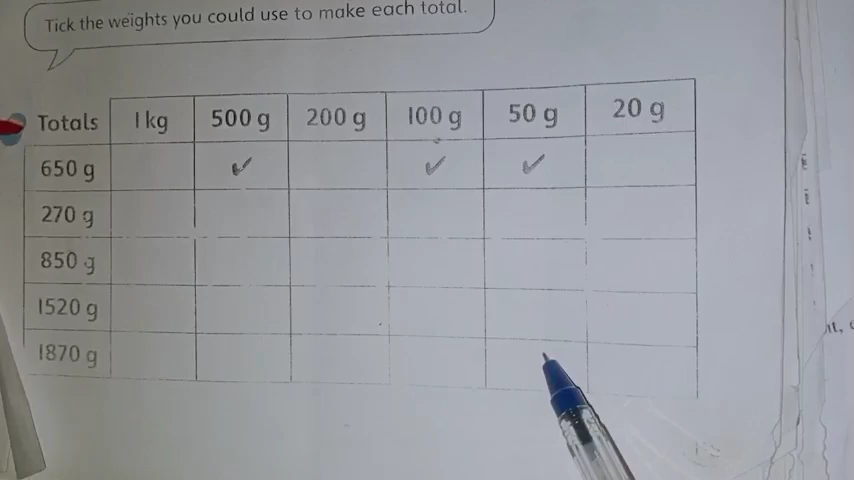 Tick the weights you could use to make each total.
Totals 1 kg 500 g 200 g 100 g 50 g 20 g
650 g ✓ ✓ ✓
270 g
850 g
1520 g
1870 g